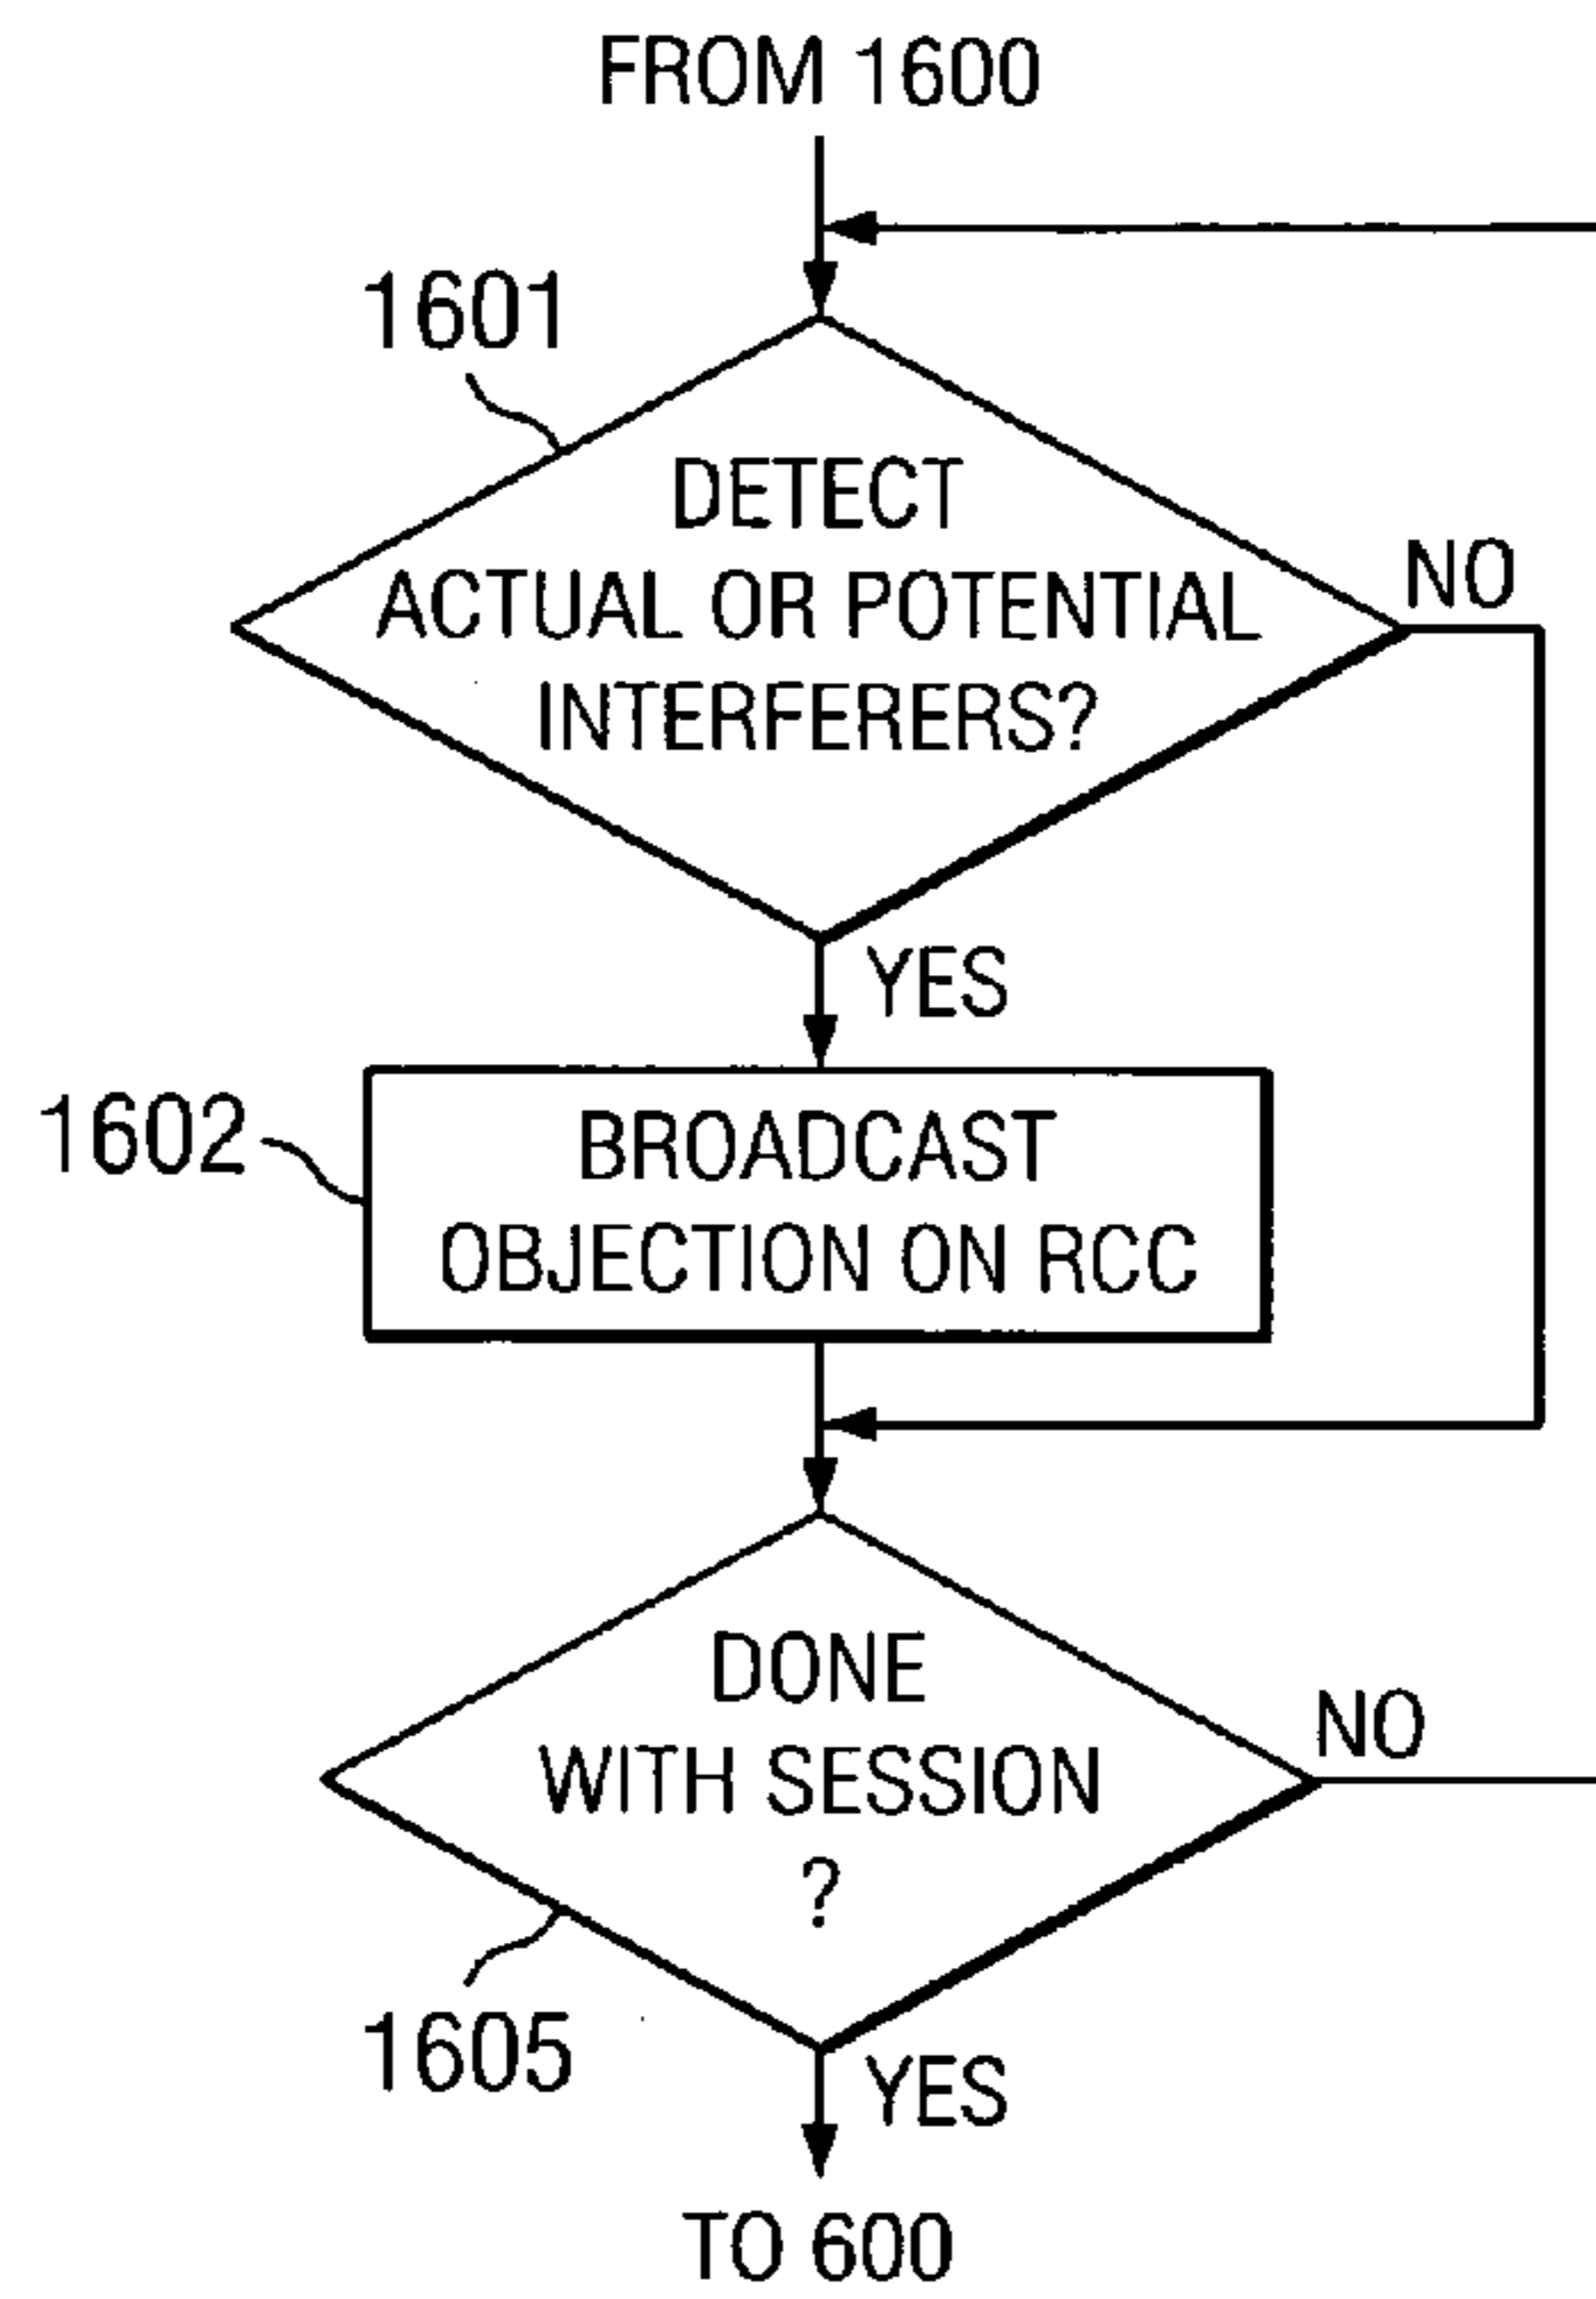 FROM 1600
1601
DETECT
ACTUAL OR POTENTIAL
INTERFERERS?
NO
YES
1602
BROADCAST
OBJECTION ON RCC
DONE
WITH SESSION
?
NO
1605
YES
TO 600